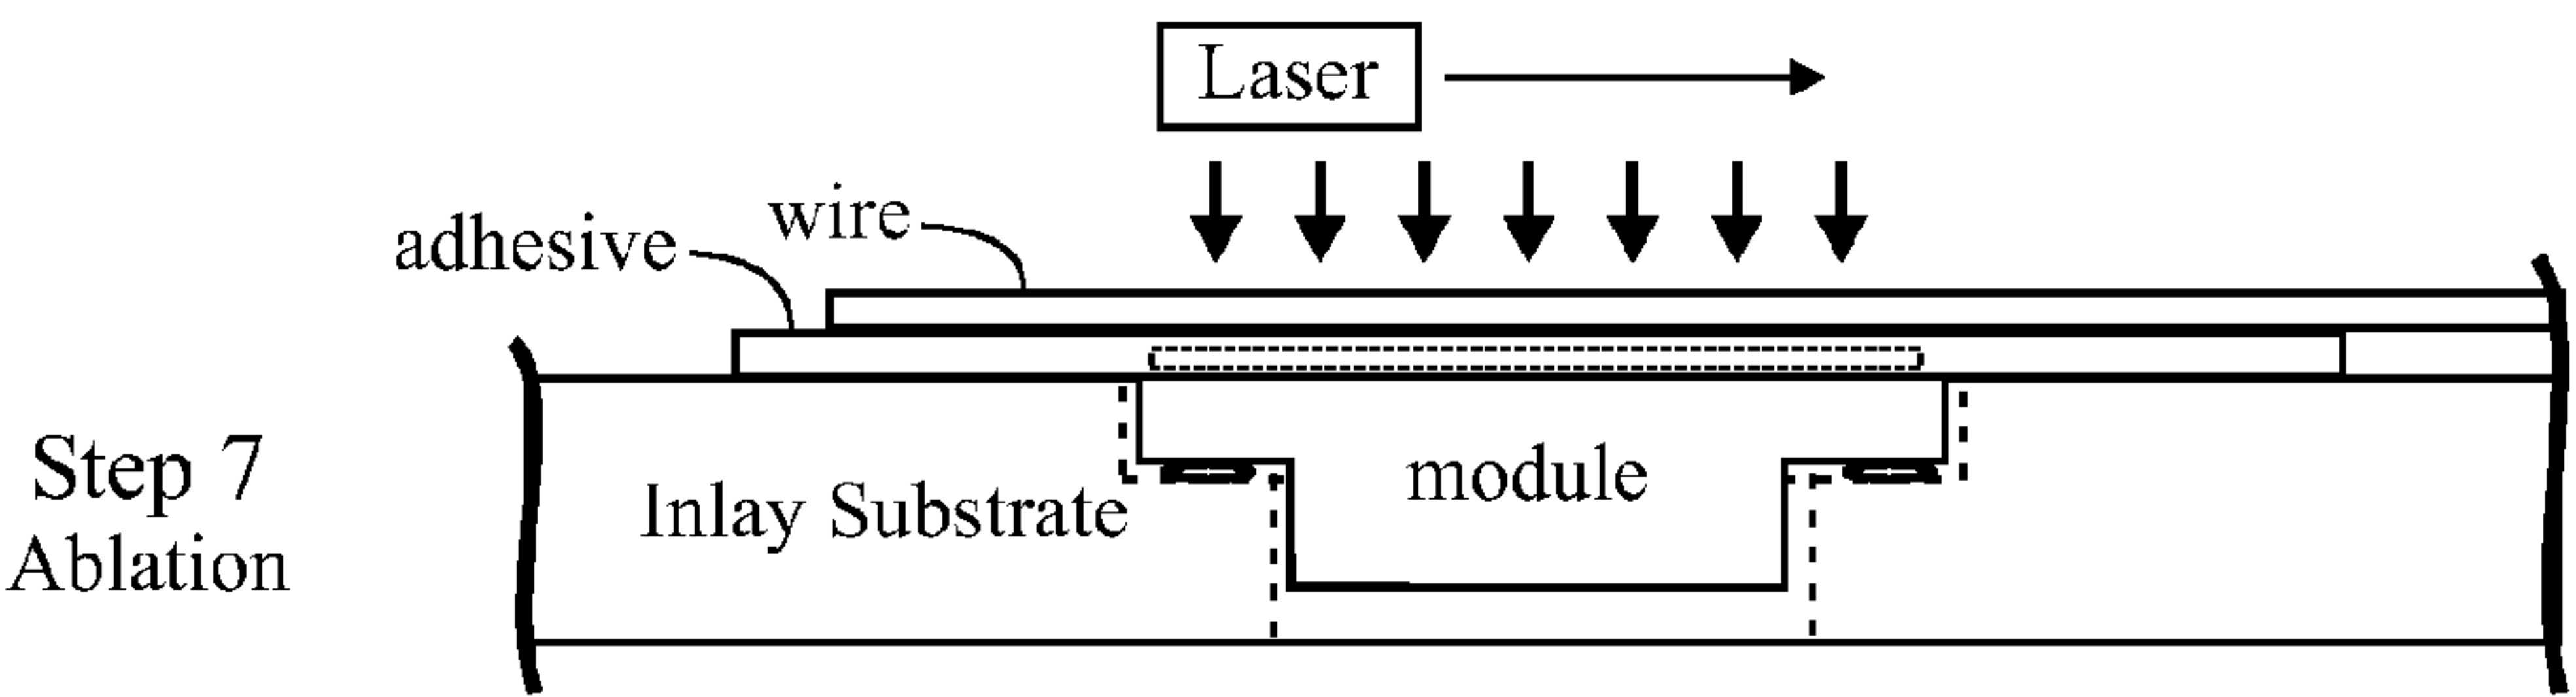 Laser
wire
adhesive
Step 7
Ablation
Inlay Substrate
module